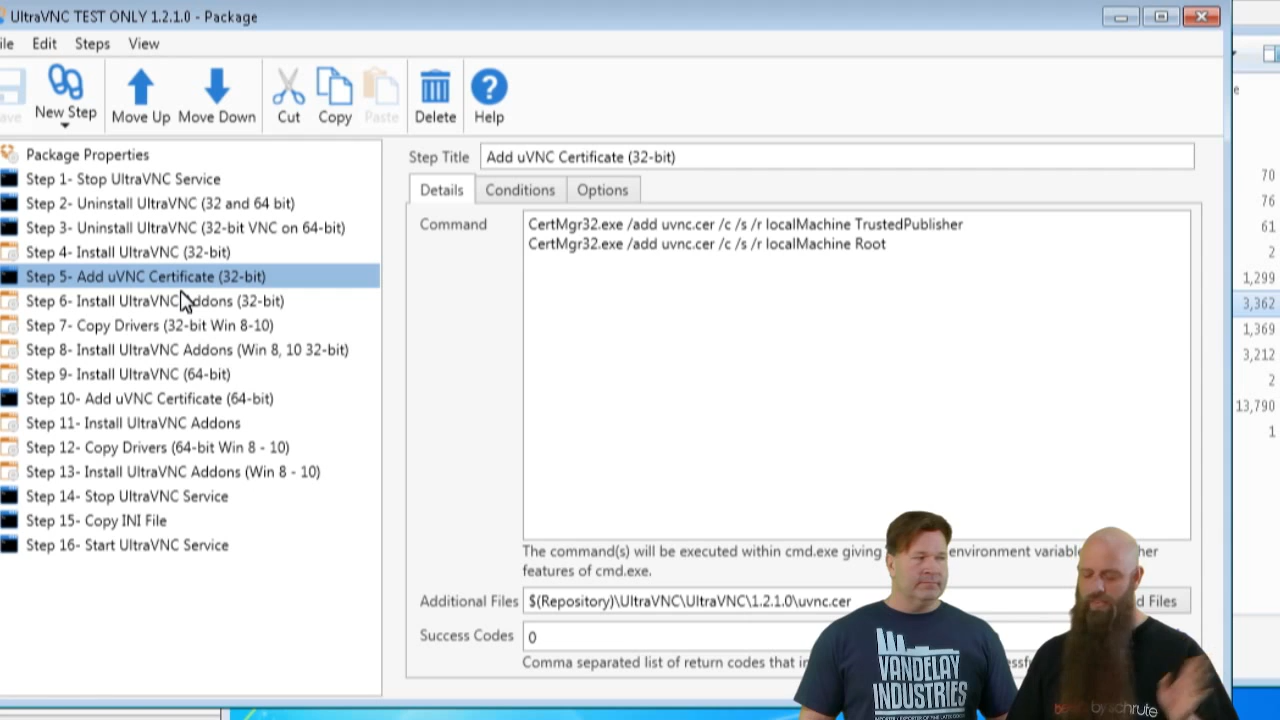 UltraVNC TEST ONLY 1.2.1.0 - Package
ile Edit Steps View
ave New Step Move Up Move Down Cut Copy Paste Delete Help
Package Properties
Step 1- Stop UltraVNC Service
Step 2- Uninstall UltraVNC (32 and 64 bit)
Step 3- Uninstall UltraVNC (32-bit VNC on 64-bit)
Step 4- Install UltraVNC (32-bit)
Step 5- Add uVNC Certificate (32-bit)
Step 6- Install UltraVNC Addons (32-bit)
Step 7- Copy Drivers (32-bit Win 8-10)
Step 8- Install UltraVNC Addons (Win 8, 10 32-bit)
Step 9- Install UltraVNC (64-bit)
Step 10- Add uVNC Certificate (64-bit)
Step 11- Install UltraVNC Addons
Step 12- Copy Drivers (64-bit Win 8 - 10)
Step 13- Install UltraVNC Addons (Win 8 - 10)
Step 14- Stop UltraVNC Service
Step 15- Copy INI File
Step 16- Start UltraVNC Service
Step Title Add uVNC Certificate (32-bit)
Details Conditions Options
Command
CertMgr32.exe /add uvnc.cer /c /s /r localMachine TrustedPublisher
CertMgr32.exe /add uvnc.cer /c /s /r localMachine Root
The command(s) will be executed within cmd.exe giving environment variabl her
features of cmd.exe.
Additional Files $(Repository)\UltraVNC\UltraVNC\1.2.1.0\uvnc.cer d Files
Success Codes 0
Comma separated list of return codes that in
e
70
76
61
2
1,299
3,362
1,369
3,212
2
13,790
1
VANDELAY
INDUSTRIES
by schrute